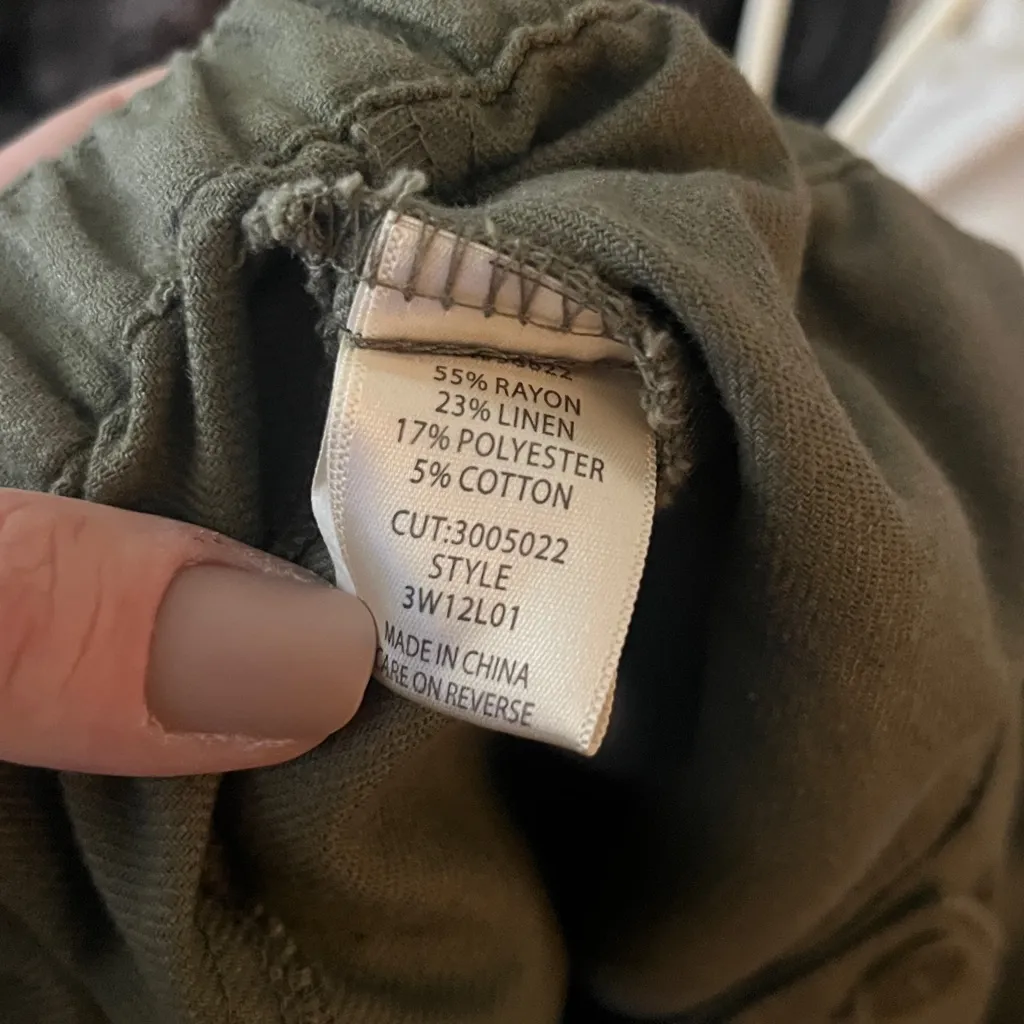 55% RAYON
23% LINEN
17% POLYESTER
5% COTTON
CUT:3005022
STYLE
3W12L01
MADE IN CHINA
CARE ON REVERSE